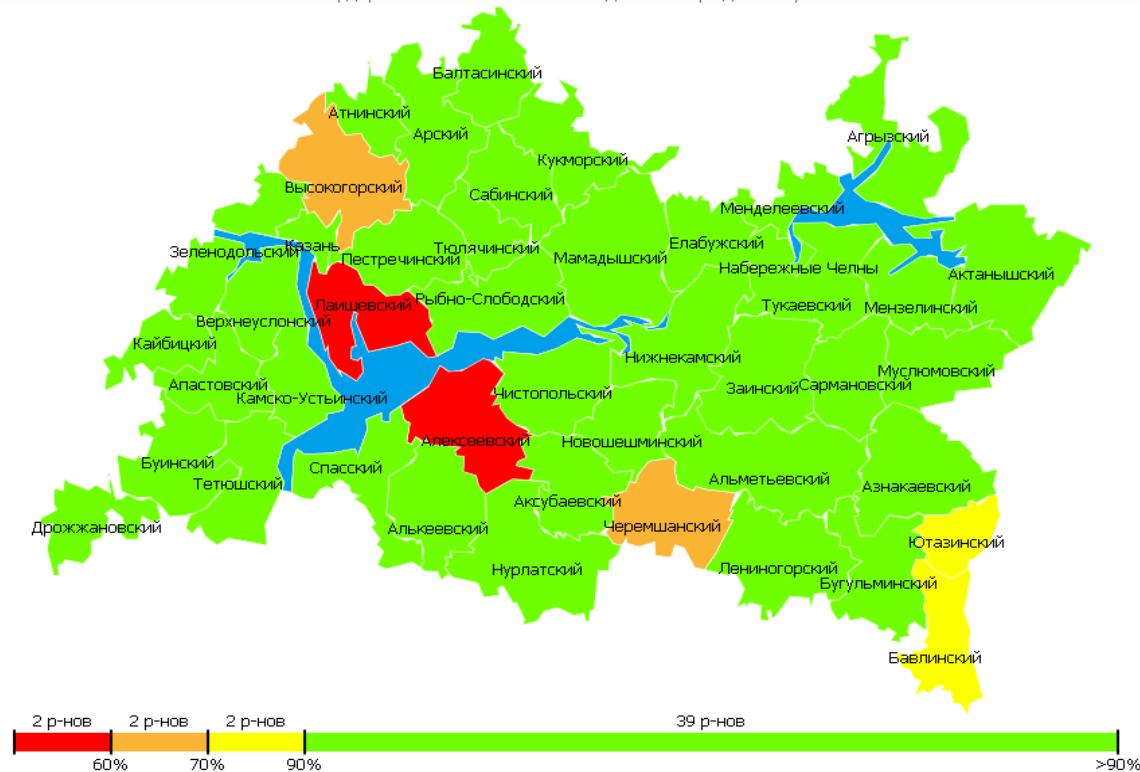 Балтасинский
Атнинский
Арский
Агрызский
Кукморский
Высокогорский
Сабинский
Менделеевский
Елабужский
Казань
Зеленодольский
Тюлячинский
Пестречинский
Мамадышский
Набережные Челны
Актанышский
Рыбно-Слободский
Лаишевский
Тукаевский
Мензелинский
Верхнеуслонский
Кайбицкий
Нижнекамский
Муслюмовский
Апастовский
Заинский
Сармановский
Чистопольский
Камско-Устьинский
Алексеевский
Новошешминский
Буинский
Спасский
Альметьевский
Тетюшский
Азнакаевский
Аксубаевский
Дрожжановский
Алькеевский
Черемшанский
Ютазинский
Нурлатский
Лениногорский
Бугульминский
Бавлинский
2 р-нов 2 р-нов 2 р-нов 39 р-нов
60% 70% 90% >90%